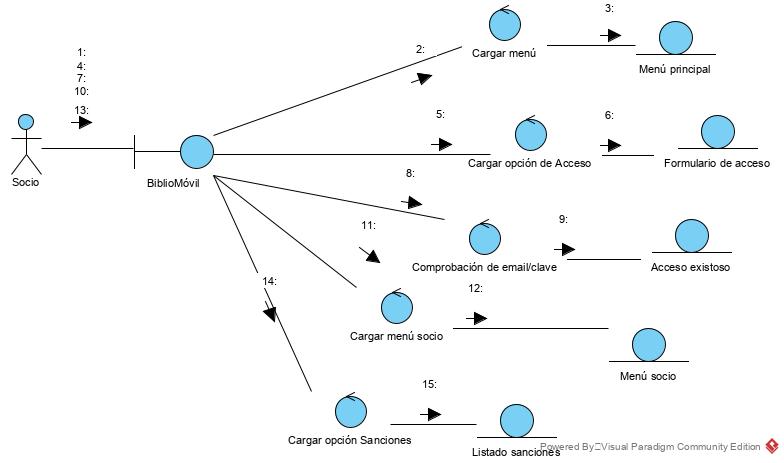 3:
Cargar menú
Menú principal
1:
4:
7:
10:
13:
2:
5:
6:
Socio
BiblioMóvil
Cargar opción de Acceso
Formulario de acceso
8:
11:
9:
Comprobación de email/clave
Acceso existoso
14:
12:
Cargar menú socio
Menú socio
15:
Cargar opción Sanciones
Listado sanciones
Powered By Visual Paradigm Community Edition